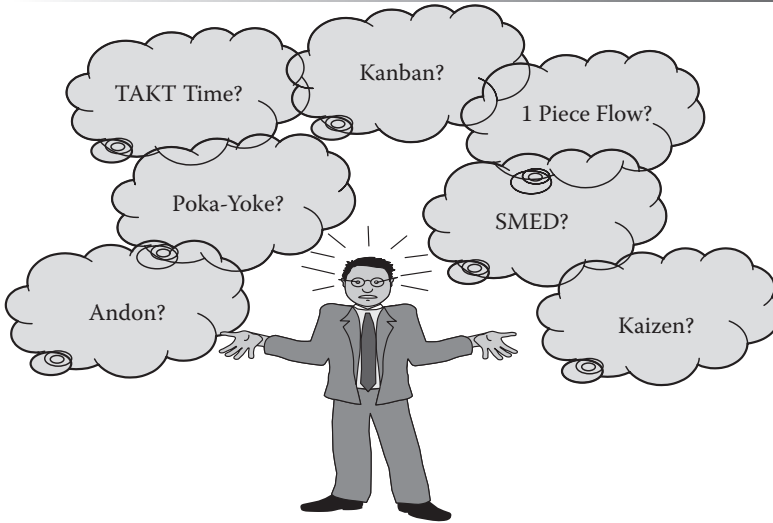 Kanban?
TAKT Time?
1 Piece Flow?
Poka-Yoke?
SMED?
Andon?
Kaizen?